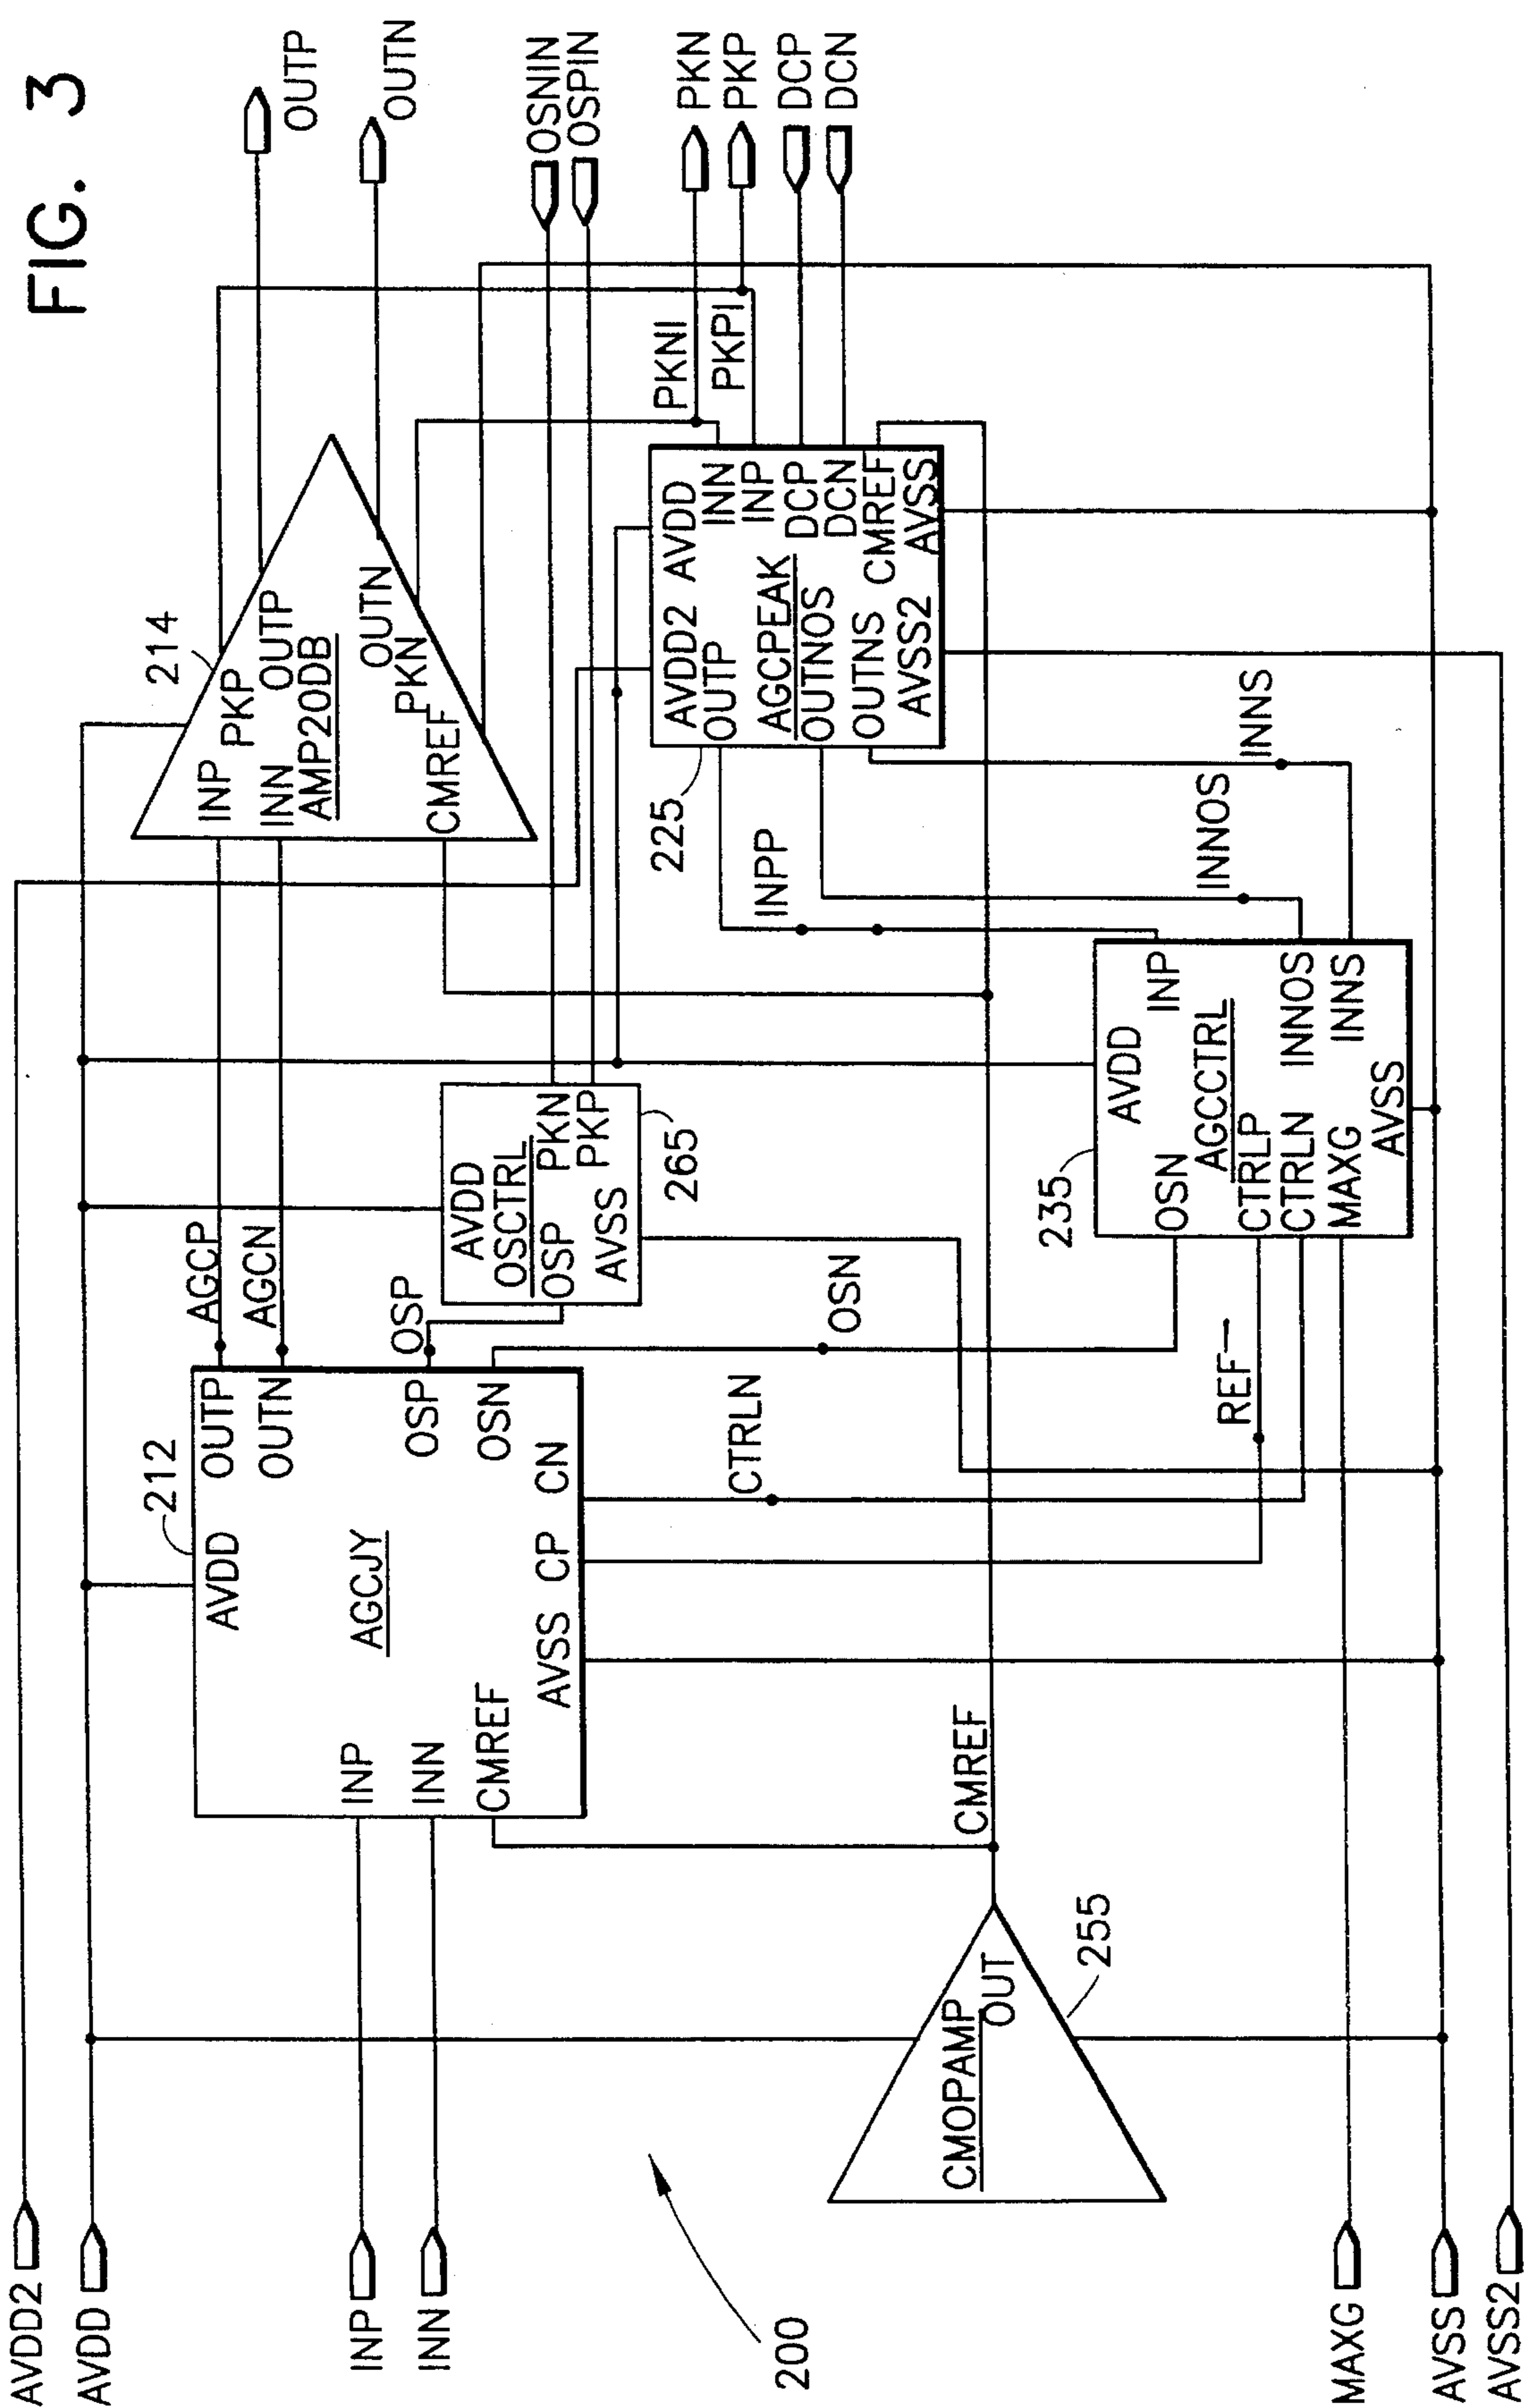 FIG. 3
AVDD2
AVDD
INP
INN
200
MAXG
AVSS
AVSS2
212
AVDD
OUTP
OUTN
AGCJY
INP
INN
CMREF
OSP
OSN
AVSS
CP
CN
AGCP
AGCN
OSP
OSN
CTRLN
REF
CMREF
CMOPAMP
OUT
255
AVDD
OSCTRL
OSP
PKN
PKP
AVSS
265
214
INP
PKP
INN
OUTP
AMP20DB
OUTN
PKN
CMREF
OUTP
OUTN
OSNIN
OSPIN
PKN
PKP
DCP
DCN
PKNI
PKPI
225
AVDD2
AVDD
OUTP
INN
INP
AGCPEAK
DCP
OUTNOS
DCN
OUTNS
CMREF
AVSS2
AVSS
INPP
INNOS
INNS
235
AVDD
INP
OSN
AGCCTRL
CTRLP
CTRLN
INNOS
MAXG
INNS
AVSS